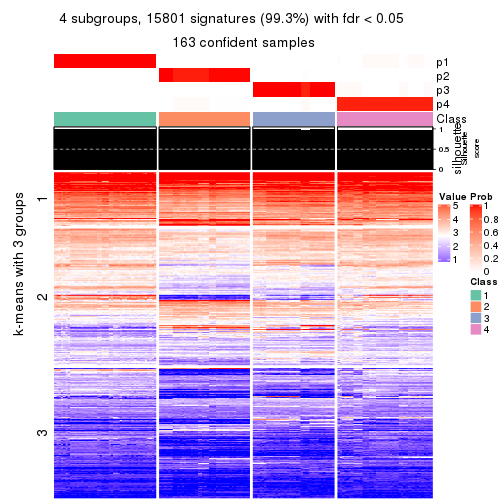 4 subgroups, 15801 signatures (99.3%) with fdr < 0.05
163 confident samples
p1
p2
p3
p4
Class
silhouette
Silhouette
score
1
0.5
0
k-means with 3 groups
1
2
3
Value
5
4
3
2
1
Prob
1
0.8
0.6
0.4
0.2
0
Class
1
2
3
4